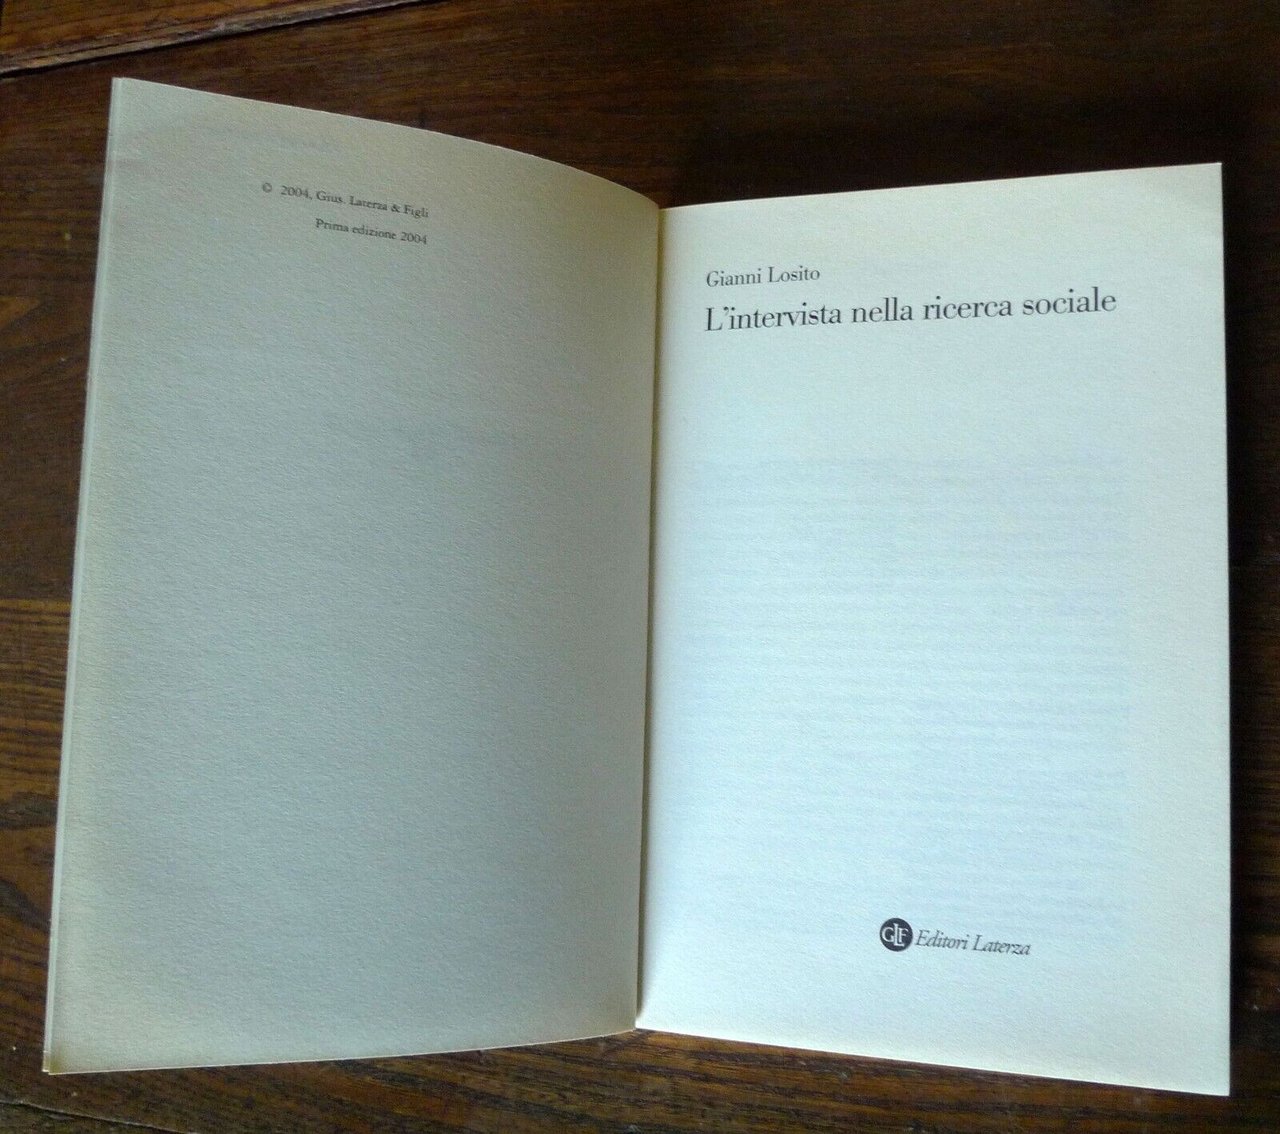 © 2004, Gius. Laterza & Figli
Prima edizione 2004
Gianni Losito
L'intervista nella ricerca sociale
GLF Editori Laterza